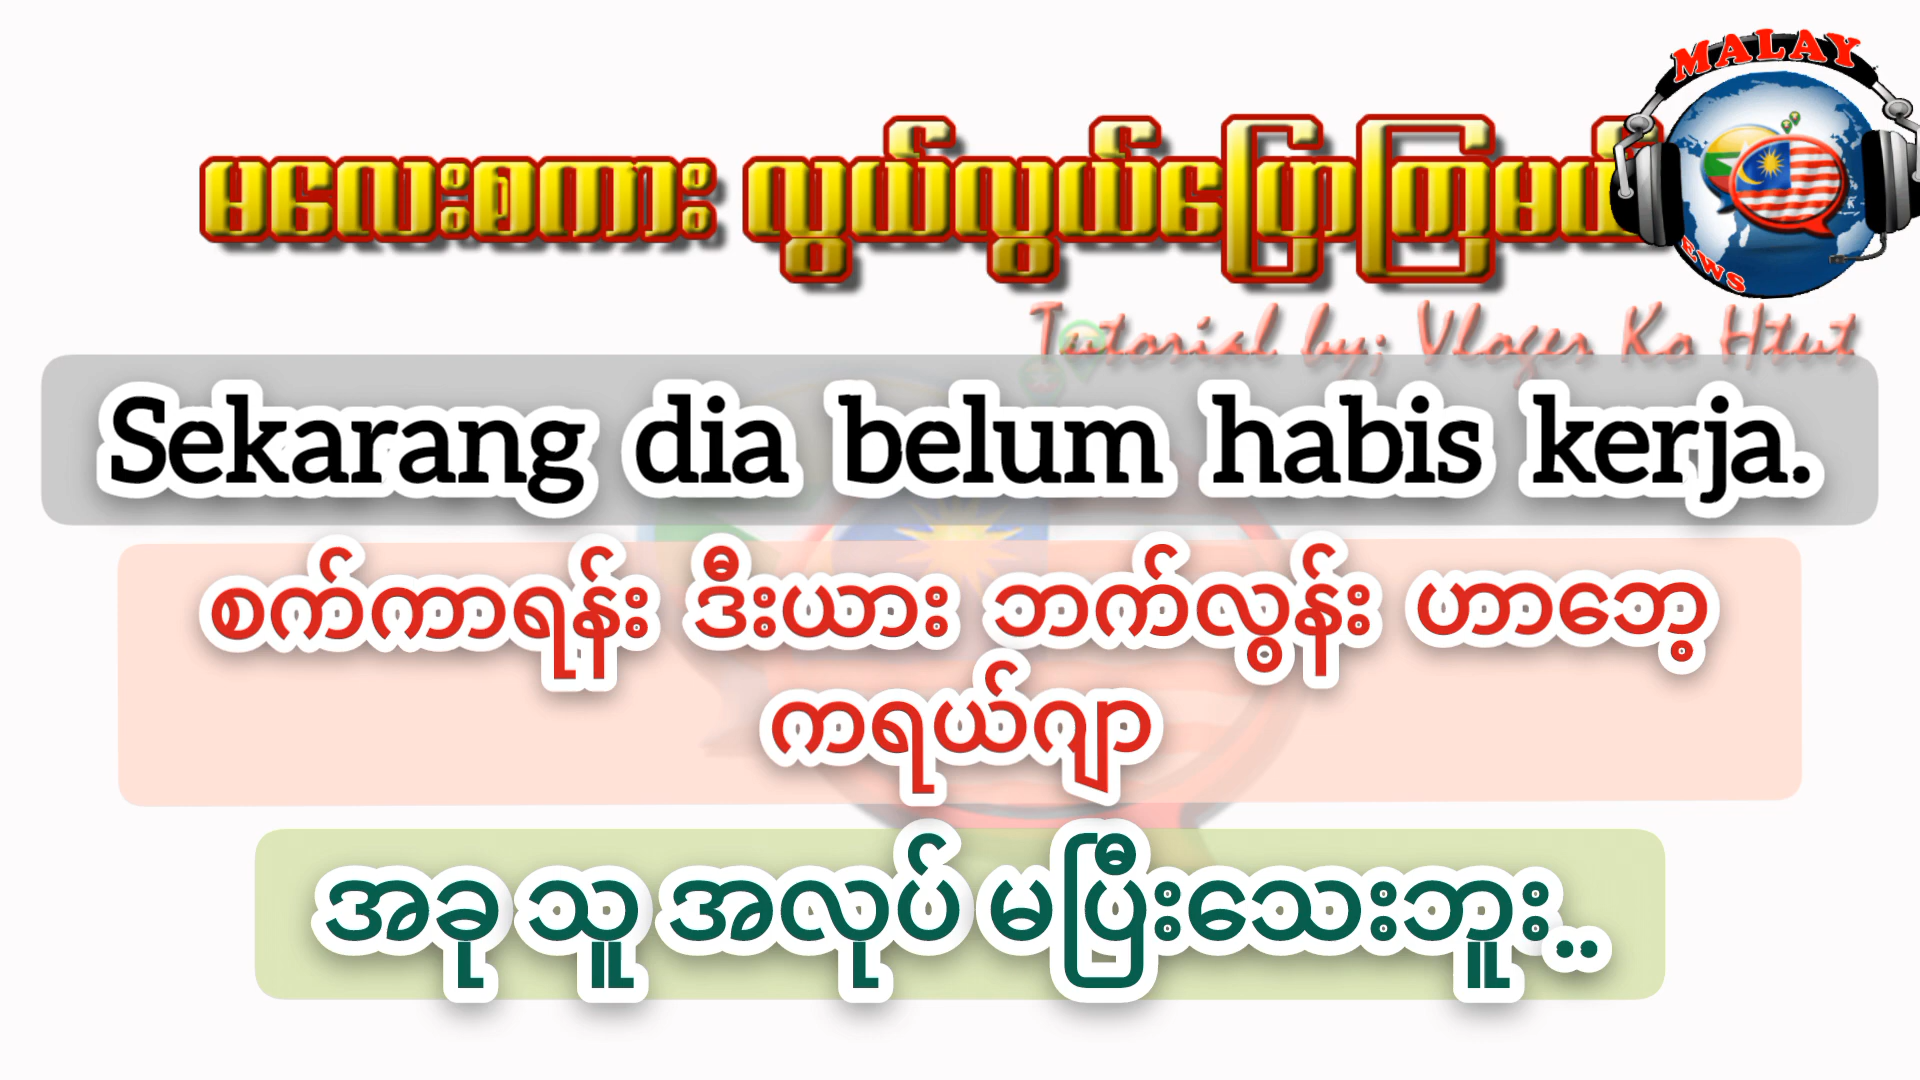 မလေးစကား လွယ်လွယ်ပြောကြမယ်
MALAY
EWS
Tutorial by; Vloger Ko Htut
Sekarang dia belum habis kerja.
စက်ကာရန်း ဒီးယား ဘက်လွန်း ဟာဘေ့
ကရယ်ဂျာ
အခု သူ အလုပ် မပြီးသေးဘူး..